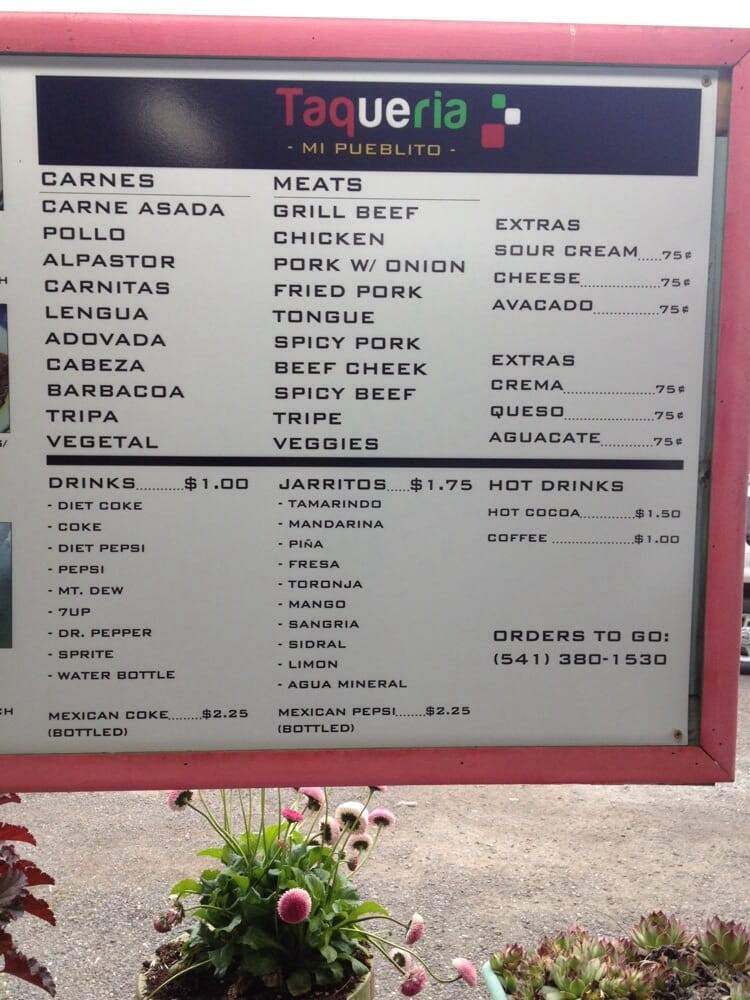 Taqueria
- MI PUEBLITO -
CARNES
CARNE ASADA
POLLO
ALPASTOR
CARNITAS
LENGUA
ADOVADA
CABEZA
BARBACOA
TRIPA
VEGETAL
MEATS
GRILL BEEF
CHICKEN
PORK W/ ONION
FRIED PORK
TONGUE
SPICY PORK
BEEF CHEEK
SPICY BEEF
TRIPE
VEGGIES
EXTRAS
SOUR CREAM.....75¢
CHEESE...............75¢
AVACADO............75¢
EXTRAS
CREMA.................75¢
QUESO.................75¢
AGUACATE..........75¢
DRINKS.........$1.00
- DIET COKE
- COKE
- DIET PEPSI
- PEPSI
- MT. DEW
- 7UP
- DR. PEPPER
- SPRITE
- WATER BOTTLE
MEXICAN COKE........$2.25
(BOTTLED)
JARRITOS.....$1.75
- TAMARINDO
- MANDARINA
- PIñA
- FRESA
- TORONJA
- MANGO
- SANGRIA
- SIDRAL
- LIMON
- AGUA MINERAL
MEXICAN PEPSI.......$2.25
(BOTTLED)
HOT DRINKS
HOT COCOA.............$1.50
COFFEE ...................$1.00
ORDERS TO GO:
(541) 380-1530